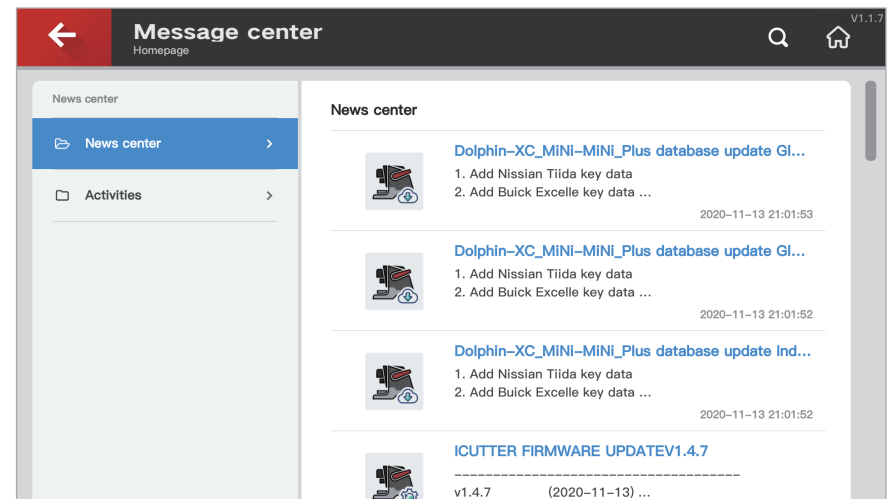 V1.1.7
Message center
Homepage
News center
News center
Activities
News center
Dolphin-XC_MiNi-MiNi_Plus database update Gl...
1. Add Nissian Tiida key data
2. Add Buick Excelle key data ...
2020-11-13 21:01:53
Dolphin-XC_MiNi-MiNi_Plus database update Gl...
1. Add Nissian Tiida key data
2. Add Buick Excelle key data ...
2020-11-13 21:01:52
Dolphin-XC_MiNi-MiNi_Plus database update Ind...
1. Add Nissian Tiida key data
2. Add Buick Excelle key data ...
2020-11-13 21:01:52
ICUTTER FIRMWARE UPDATEV1.4.7
-------------------------------------
v1.4.7 (2020-11-13) ...